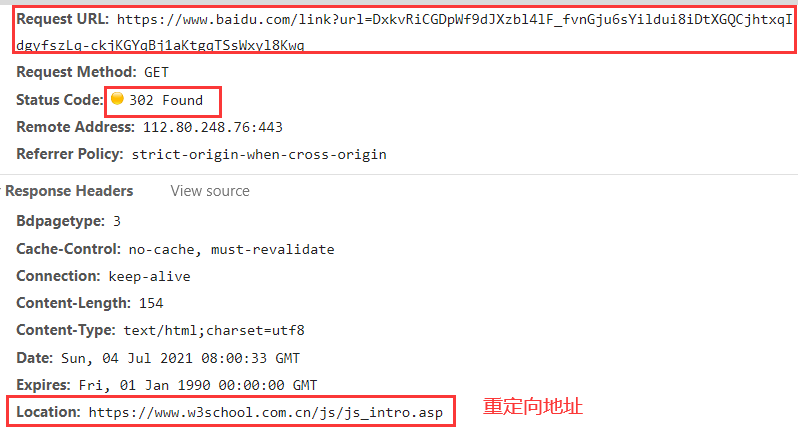 Request URL: https://www.baidu.com/link?url=DxkvRiCGDpWf9dJXzbl4lF_fvnGju6sYildui8iDtXGQCjhtxqI
dgyfszLq-ckjKGYqBj1aKtgqTSsWxyl8Kwq
Request Method: GET
Status Code: 302 Found
Remote Address: 112.80.248.76:443
Referrer Policy: strict-origin-when-cross-origin
Response Headers View source
Bdpagetype: 3
Cache-Control: no-cache, must-revalidate
Connection: keep-alive
Content-Length: 154
Content-Type: text/html;charset=utf8
Date: Sun, 04 Jul 2021 08:00:33 GMT
Expires: Fri, 01 Jan 1990 00:00:00 GMT
Location: https://www.w3school.com.cn/js/js_intro.asp 重定向地址